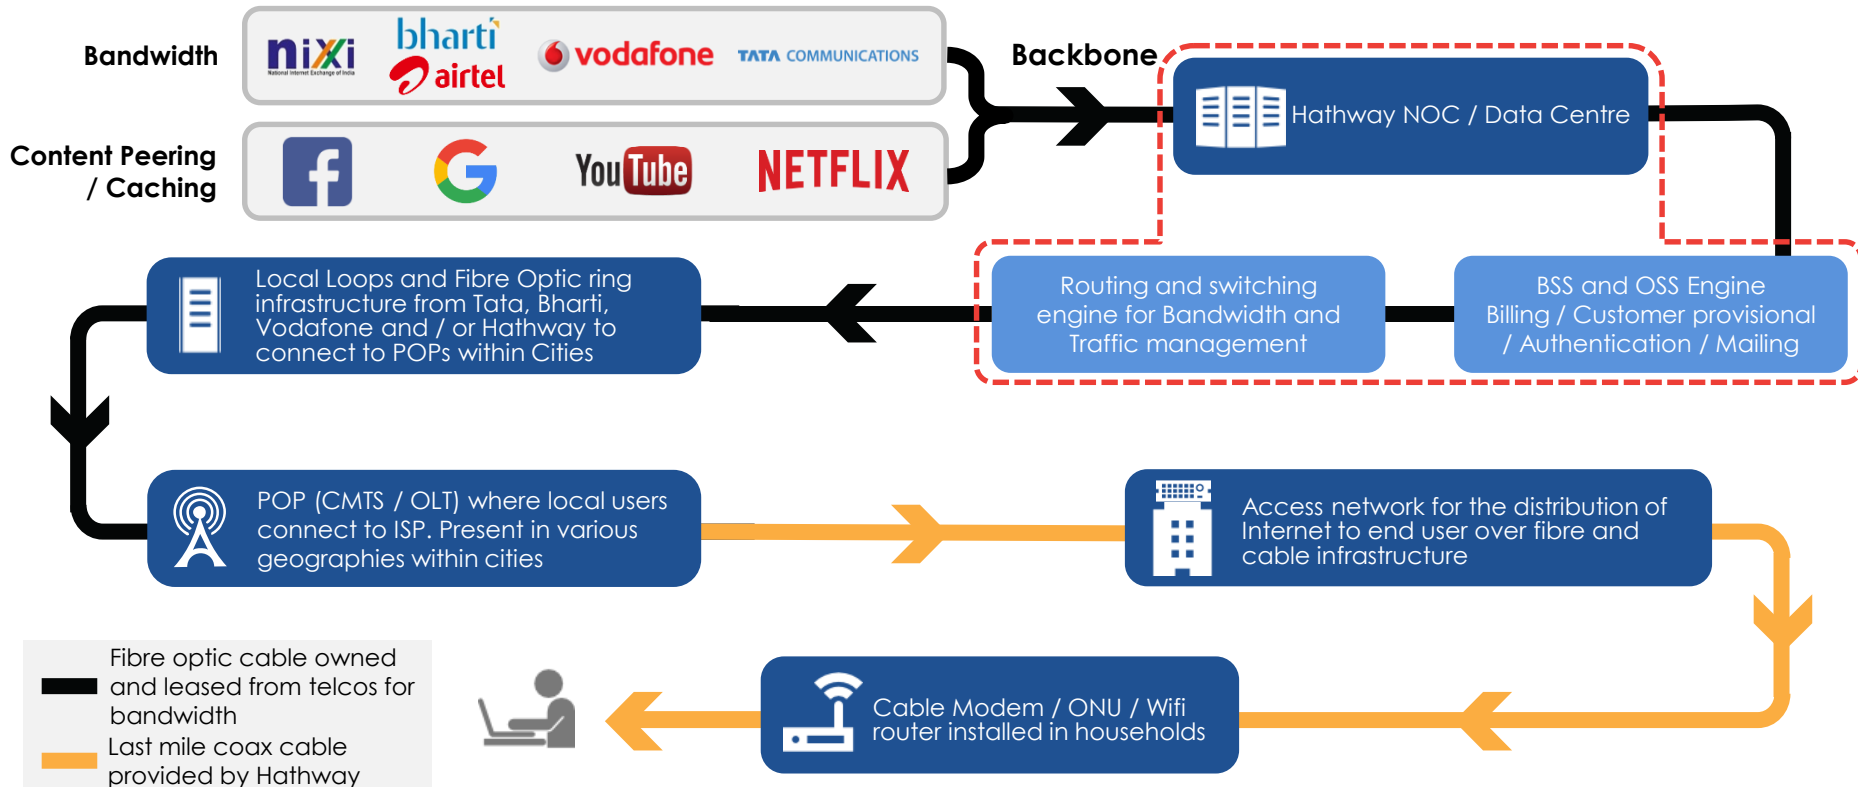 Bandwidth
nixi
National Internet Exchange of India
bharti
airtel
vodafone
TATA COMMUNICATIONS
Backbone
Hathway NOC / Data Centre
Content Peering
/ Caching
f
G
YouTube
NETFLIX
Local Loops and Fibre Optic ring
infrastructure from Tata, Bharti,
Vodafone and / or Hathway to
connect to POPs within Cities
Routing and switching
engine for Bandwidth and
Traffic management
BSS and OSS Engine
Billing / Customer provisional
/ Authentication / Mailing
POP (CMTS / OLT) where local users
connect to ISP. Present in various
geographies within cities
Access network for the distribution of
Internet to end user over fibre and
cable infrastructure
Fibre optic cable owned
and leased from telcos for
bandwidth
Last mile coax cable
provided by Hathway
Cable Modem / ONU / Wifi
router installed in households